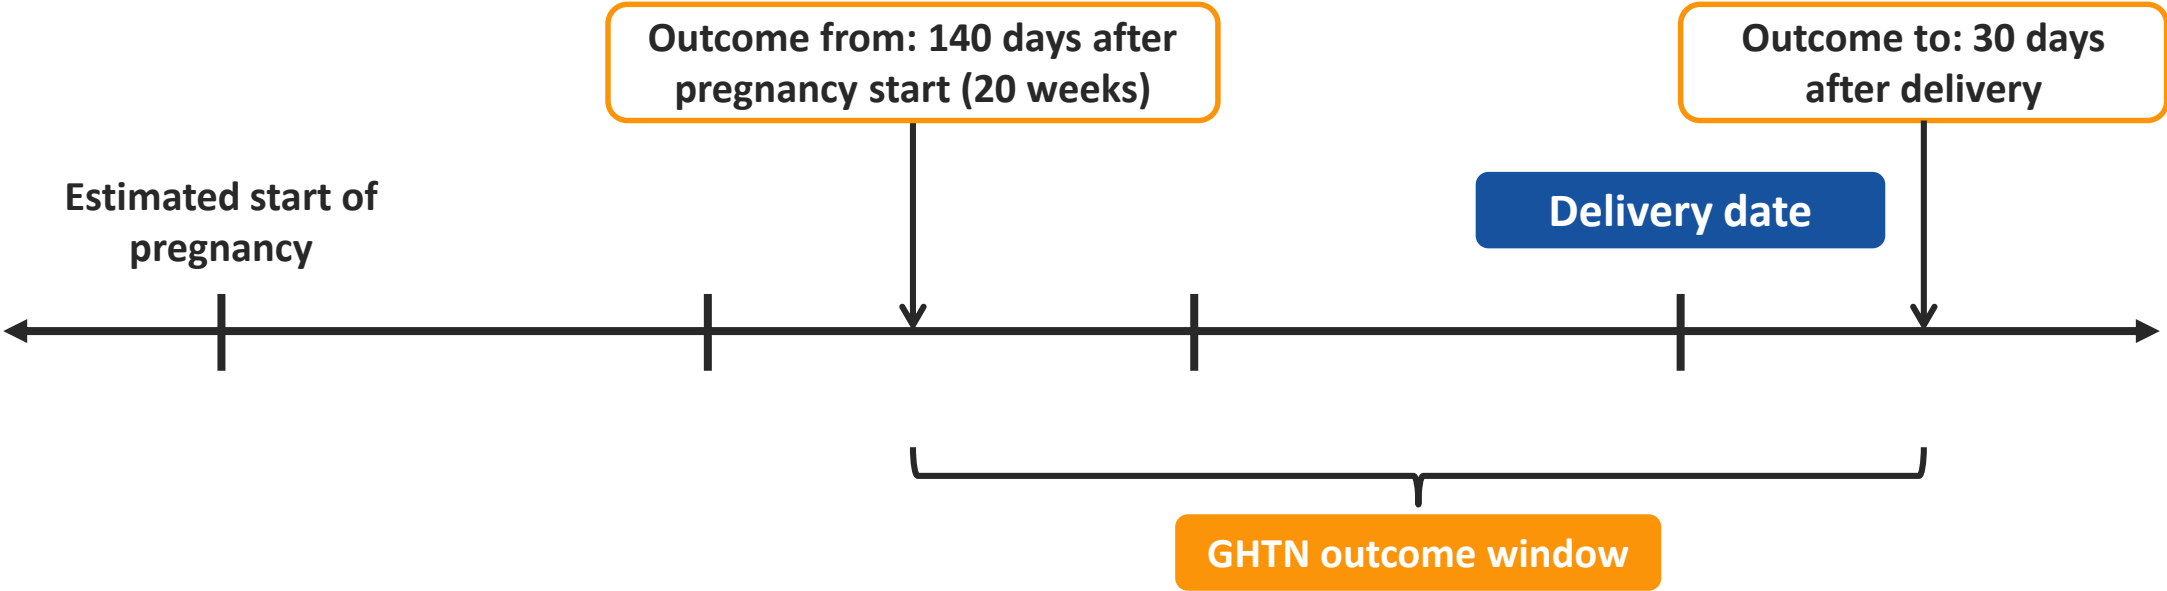 Outcome from: 140 days after
pregnancy start (20 weeks)
Outcome to: 30 days
after delivery
Estimated start of
pregnancy
Delivery date
GHTN outcome window